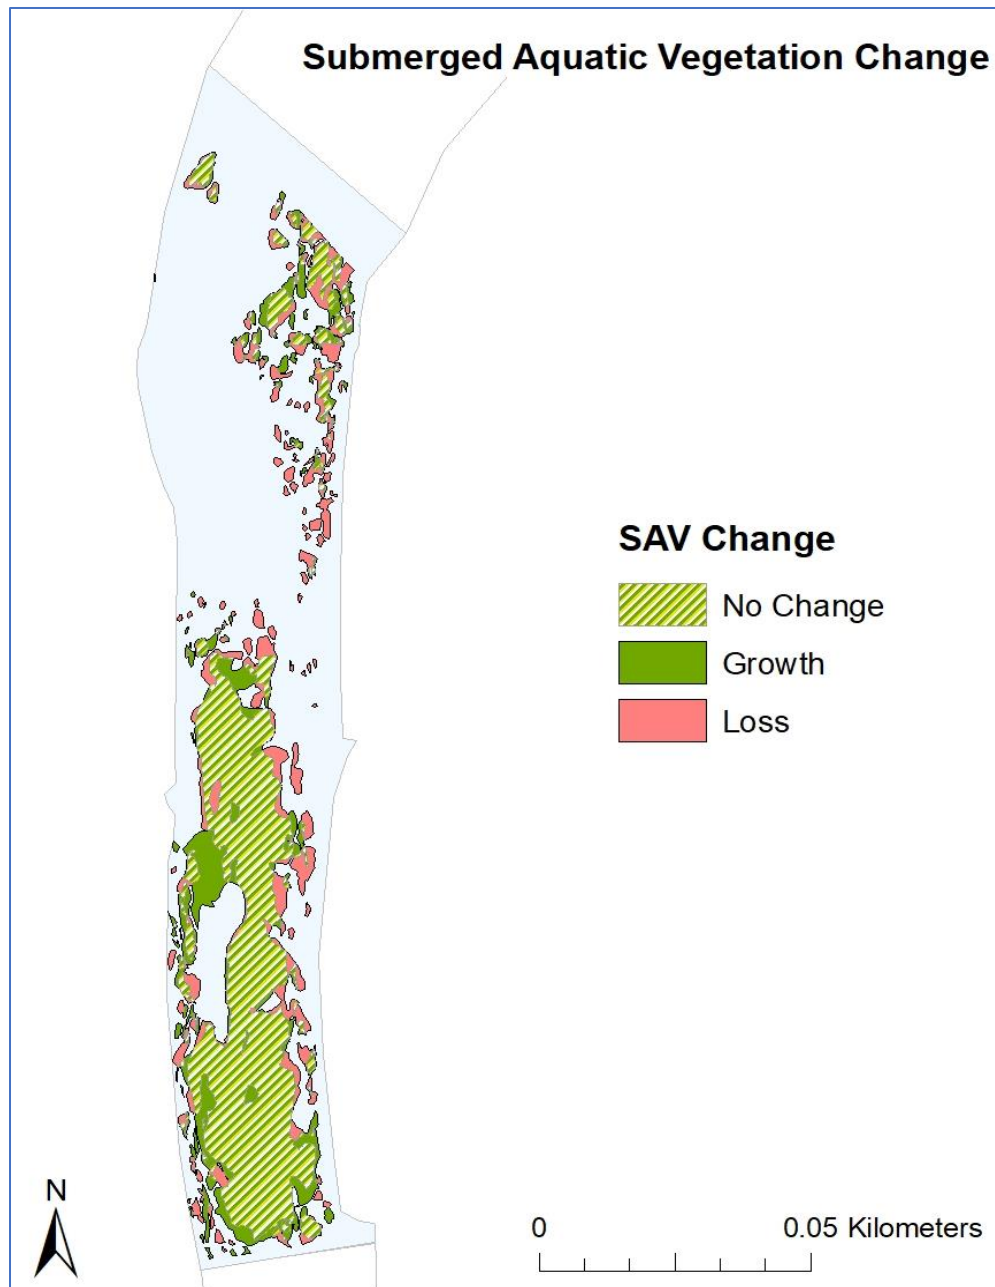 Submerged Aquatic Vegetation Change
SAV Change
No Change
Growth
Loss
N
0 0.05 Kilometers